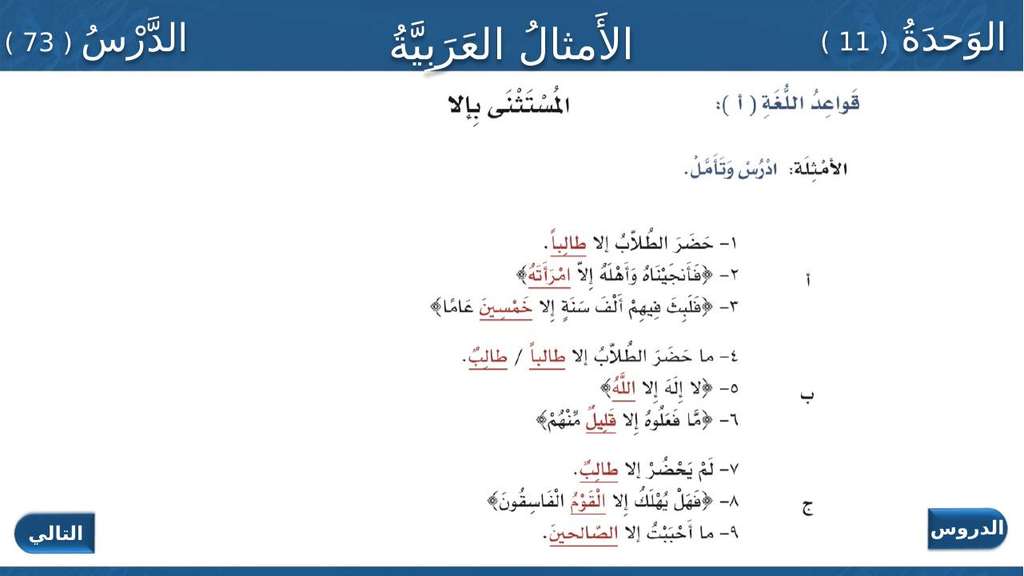 الوَحدَةُ ( 11 )
الأَمثالُ العَرَبِيَّةُ
الدَّرْسُ ( 73 )
قَواعِدُ اللُّغَةِ ( أ ):
المُسْتَثْنَى بِإلا
الأمْثِلَة: ادْرُسْ وَتَأَمَّلْ.
١- حَضَرَ الطُلاّبُ إلا طالِباً.
٢- ﴿فَأَنجَيْنَاهُ وَأَهْلَهُ إِلاّ امْرَأَتَهُ﴾
أ
٣- ﴿فَلَبِثَ فِيهِمْ أَلْفَ سَنَةٍ إِلا خَمْسِينَ عَامًا﴾
٤- ما حَضَرَ الطُلاّبُ إلا طالباً / طالِبٌ.
٥- ﴿لا إِلَهَ إِلا اللَّهُ﴾
ب
٦- ﴿مَّا فَعَلُوهُ إِلا قَلِيلٌ مِّنْهُمْ﴾
٧- لَمْ يَحْضُرْ إلا طالِبٌ.
٨- ﴿فَهَلْ يُهْلَكُ إِلا الْقَوْمُ الْفَاسِقُونَ﴾
ج
٩- ما أَحْبَبْتُ إلا الصّالحينَ.
الدروس
التالي